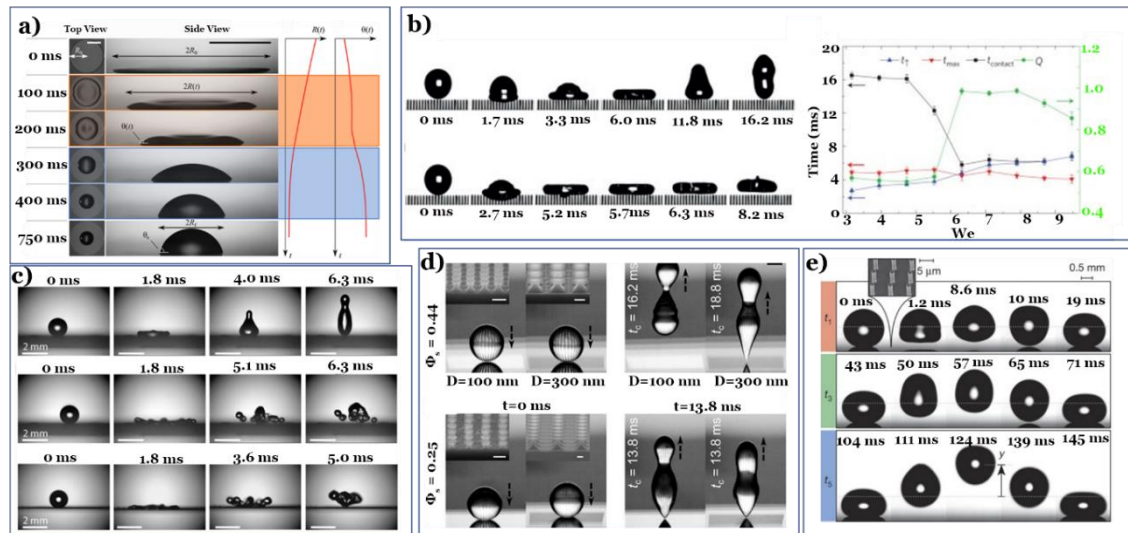 a)
Top View Side View
R(t) θ(t)
0 ms
R₀
2R₀
100 ms
2R(t)
200 ms
θ(t)
300 ms
400 ms
750 ms
2Rf
t t
b)
0 ms 1.7 ms 3.3 ms 6.0 ms 11.8 ms 16.2 ms
0 ms 2.7 ms 5.2 ms 5.7ms 6.3 ms 8.2 ms
t↑ tmax tcontact Q
Time (ms)
20
16
12
8
4
0
1.2
1.0
0.8
0.6
0.4
3 4 5 6 7 8 9
We
c)
0 ms 1.8 ms 4.0 ms 6.3 ms
2 mm
0 ms 1.8 ms 5.1 ms 6.3 ms
2 mm
0 ms 1.8 ms 3.6 ms 5.0 ms
2 mm
d)
Φs = 0.44
tc = 16.2 ms
tc = 18.8 ms
D=100 nm D=300 nm D=100 nm D=300 nm
t=0 ms t=13.8 ms
Φs = 0.25
tc = 13.8 ms
tc = 13.8 ms
e)
5 μm
0.5 mm
t₁
0 ms 1.2 ms 8.6 ms 10 ms 19 ms
t₃
43 ms 50 ms 57 ms 65 ms 71 ms
t₅
104 ms 111 ms 124 ms 139 ms 145 ms
y